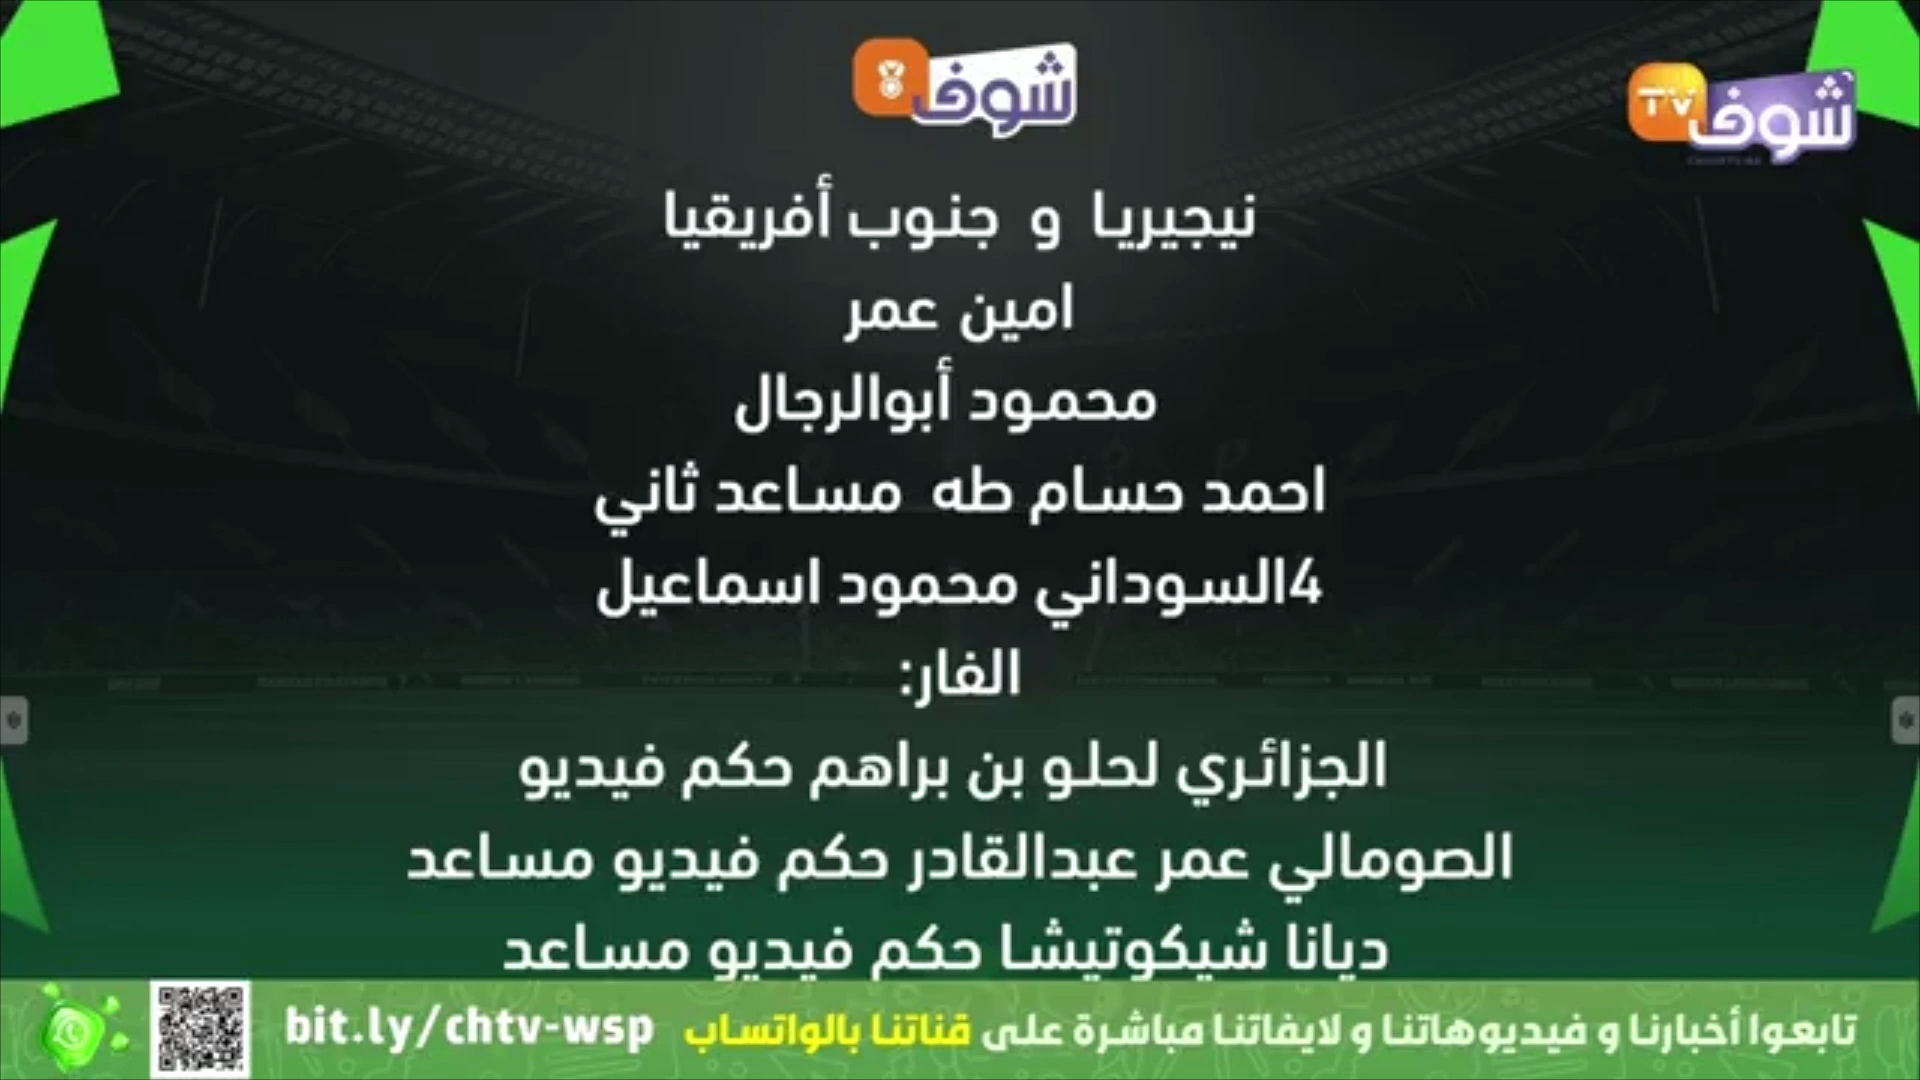 شوف
TV شوف
نيجيريا و جنوب أفريقيا
امين عمر
محمود أبوالرجال
احمد حسام طه مساعد ثاني
4السوداني محمود اسماعيل
الفار:
الجزائري لحلو بن براهم حكم فيديو
الصومالي عمر عبدالقادر حكم فيديو مساعد
ديانا شيكوتيشا حكم فيديو مساعد
تابعوا أخبارنا و فيديوهاتنا و لايفاتنا مباشرة على قناتنا بالواتساب bit.ly/chtv-wsp